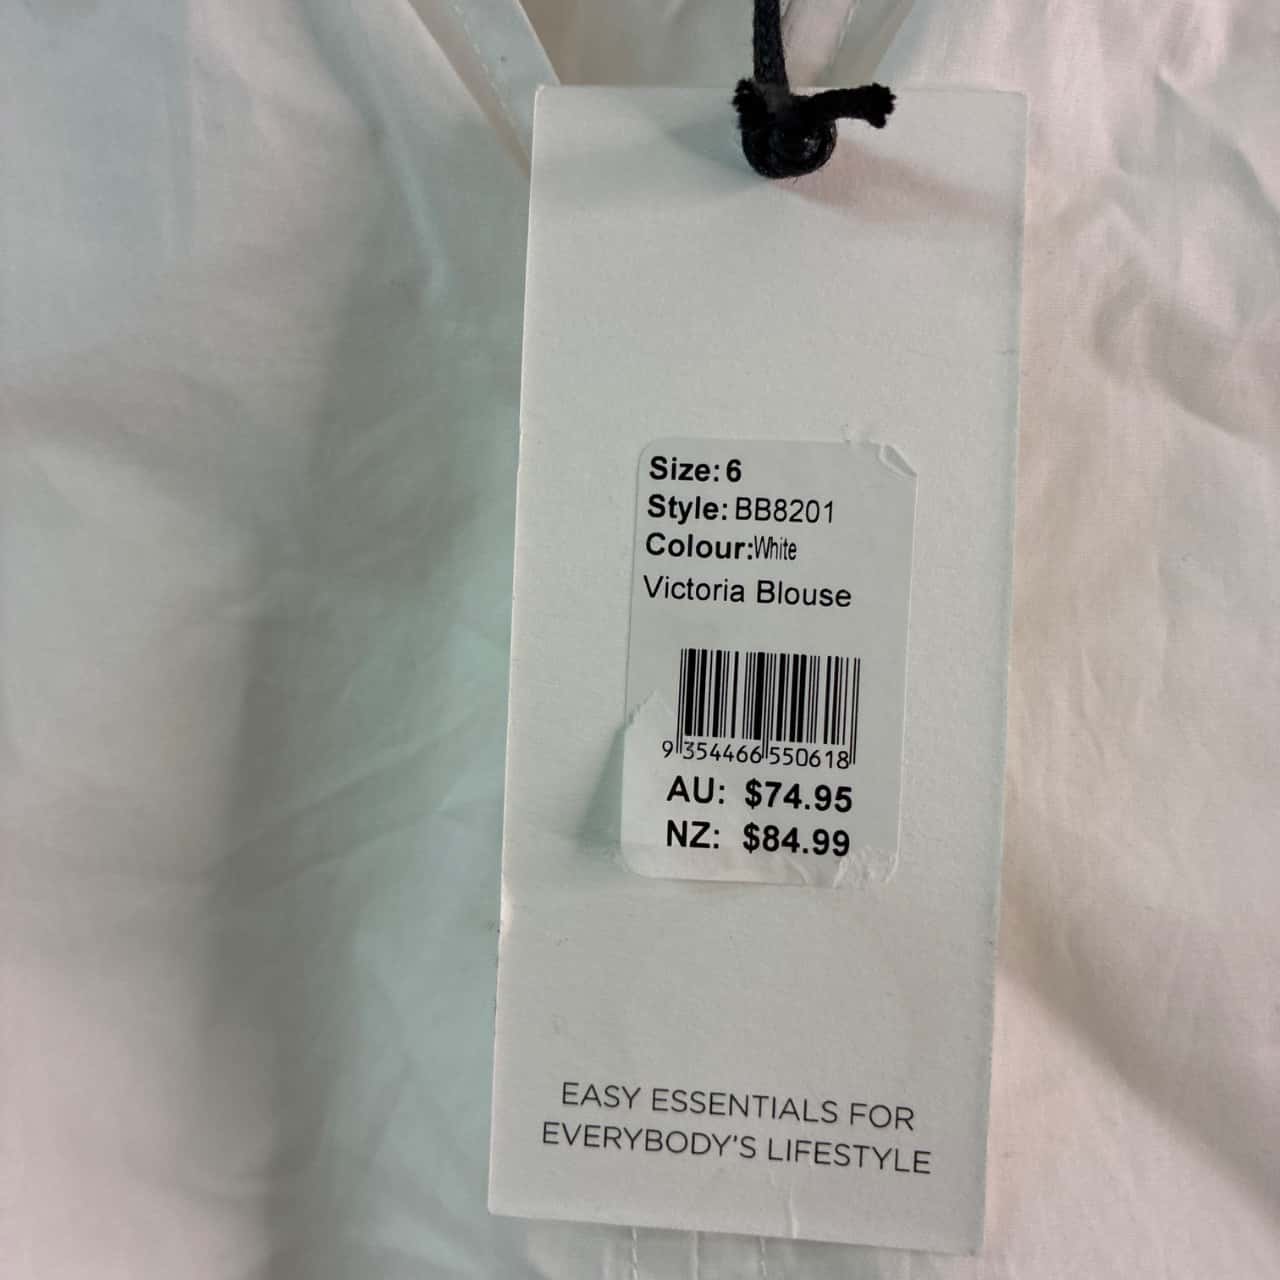 Size: 6
Style: BB8201
Colour:White
Victoria Blouse
9 354466 550618
AU: $74.95
NZ: $84.99
EASY ESSENTIALS FOR
EVERYBODY'S LIFESTYLE